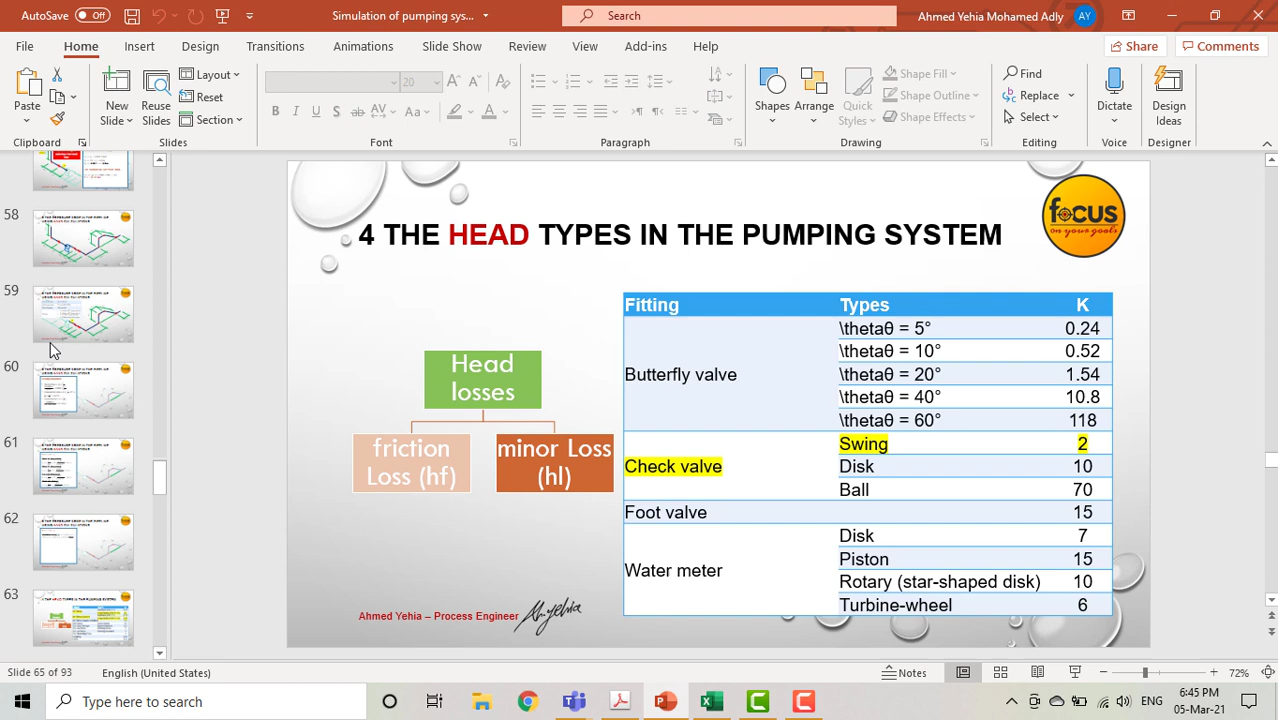 AutoSave Off Simulation of pumping sys... Search Ahmed Yehia Mohamed Adly AY
File Home Insert Design Transitions Animations Slide Show Review View Add-ins Help Share Comments
Paste New Slide Reuse Slides Layout Reset Section 20 Shapes Arrange Quick Styles Shape Fill Shape Outline Shape Effects Find Replace Select Dictate Design Ideas
Clipboard Slides Font Paragraph Drawing Editing Voice Designer
58
59
60
61
62
63
4 THE HEAD TYPES IN THE PUMPING SYSTEM
focus
on your goals
Head losses
friction Loss (hf)
minor Loss (hl)
Fitting Types K
Butterfly valve
\thetaθ = 5° 0.24
\thetaθ = 10° 0.52
\thetaθ = 20° 1.54
\thetaθ = 40° 10.8
\thetaθ = 60° 118
Check valve
Swing 2
Disk 10
Ball 70
Foot valve 15
Water meter
Disk 7
Piston 15
Rotary (star-shaped disk) 10
Turbine-wheel 6
Ahmed Yehia – Process Engineer
Slide 65 of 93 English (United States) Notes 72%
Type here to search ENG 6:45 PM 05-Mar-21